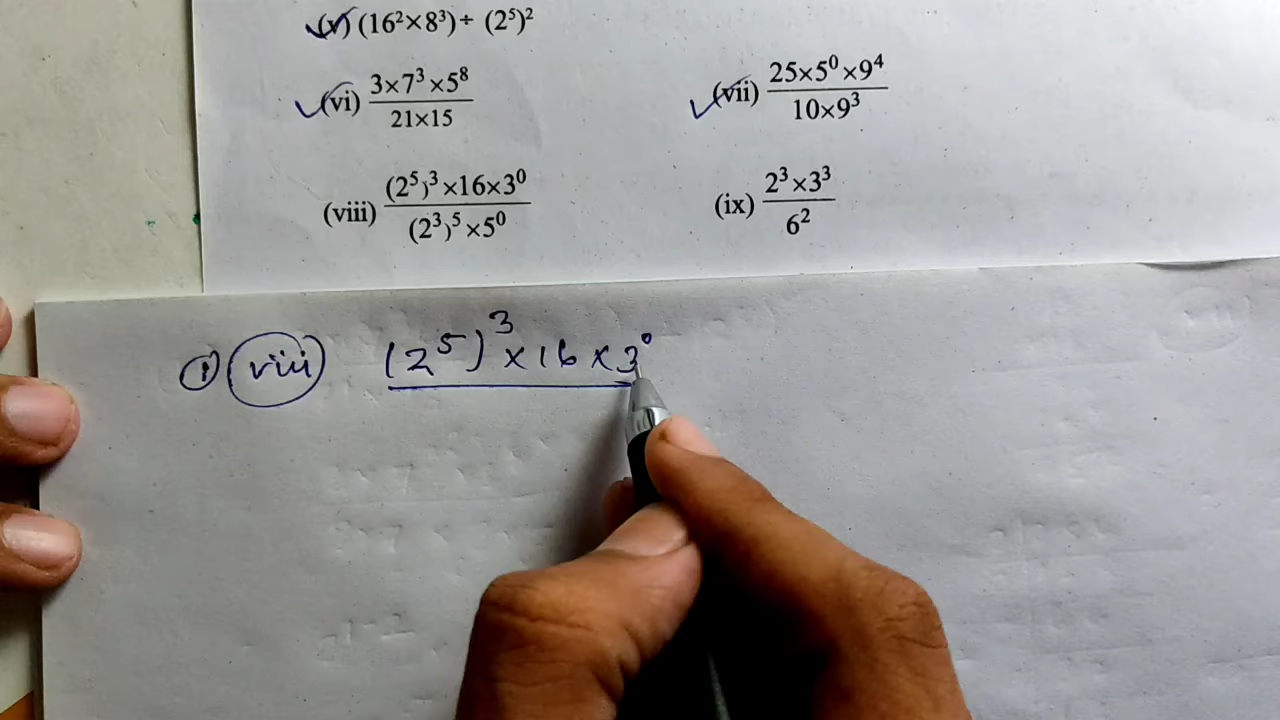 (v) (16² × 8³) ÷ (2⁵)²
(vi) 3×7³×5⁸ / 21×15
(vii) 25×5⁰×9⁴ / 10×9³
(viii) (2⁵)³×16×3⁰ / (2³)⁵×5⁰
(ix) 2³×3³ / 6²
① (viii) (2⁵)³ × 16 × 3⁰